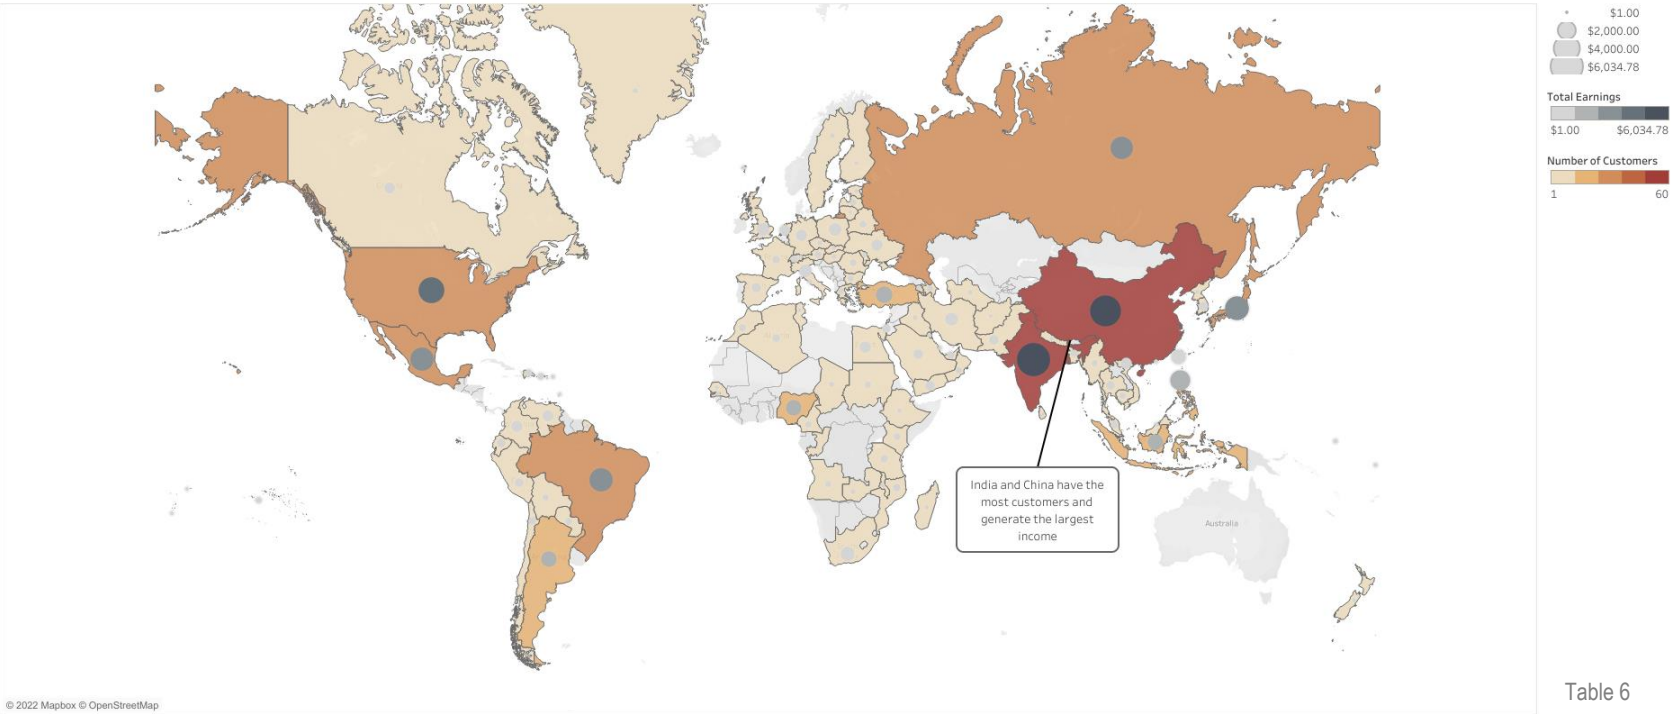 $1.00
$2,000.00
$4,000.00
$6,034.78
Total Earnings
$1.00 $6,034.78
Number of Customers
1 60
India and China have the
most customers and
generate the largest
income
Australia
Table 6
© 2022 Mapbox © OpenStreetMap